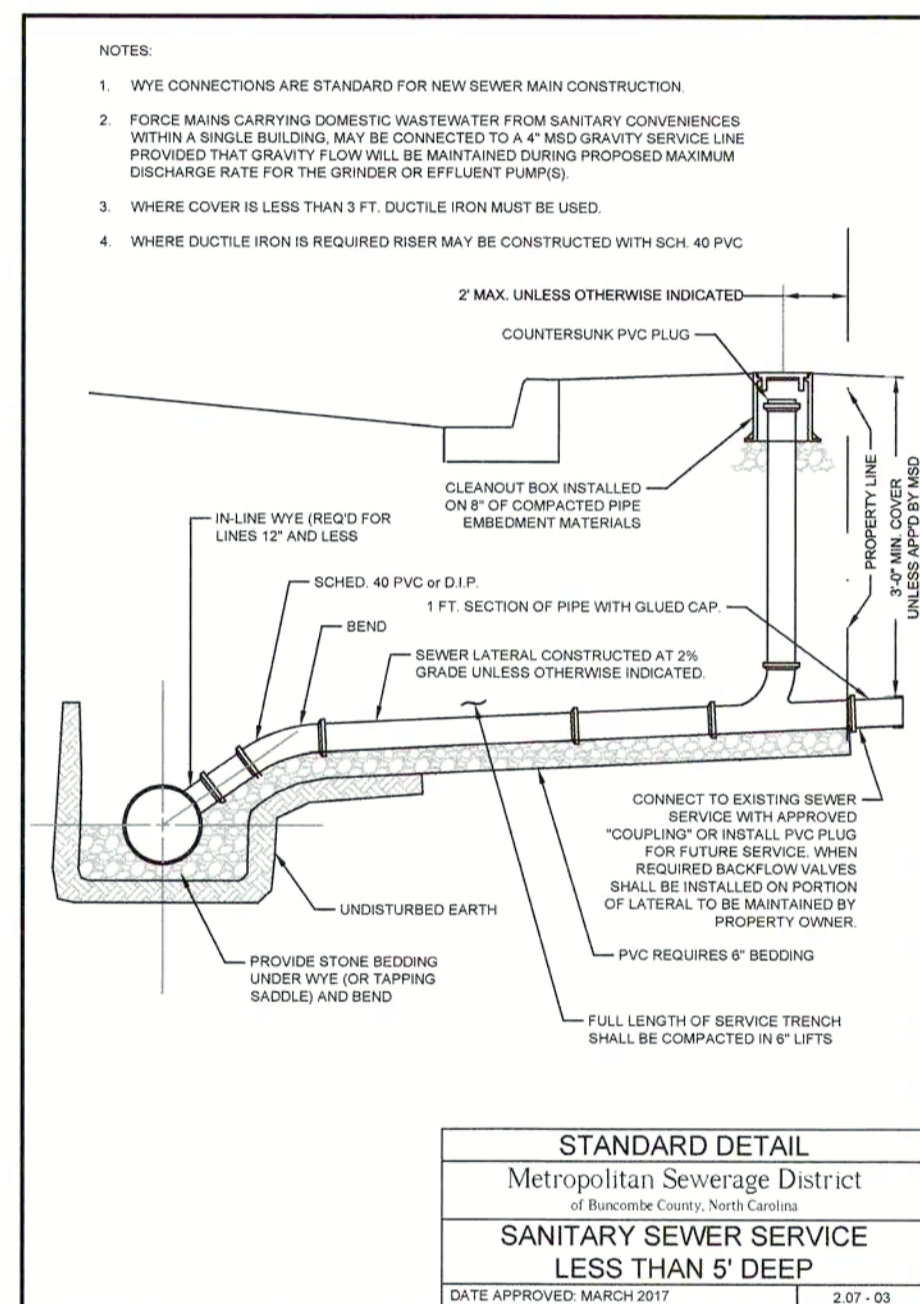 NOTES:
1. WYE CONNECTIONS ARE STANDARD FOR NEW SEWER MAIN CONSTRUCTION.
2. FORCE MAINS CARRYING DOMESTIC WASTEWATER FROM SANITARY CONVENIENCES
WITHIN A SINGLE BUILDING, MAY BE CONNECTED TO A 4" MSD GRAVITY SERVICE LINE
PROVIDED THAT GRAVITY FLOW WILL BE MAINTAINED DURING PROPOSED MAXIMUM
DISCHARGE RATE FOR THE GRINDER OR EFFLUENT PUMP(S).
3. WHERE COVER IS LESS THAN 3 FT. DUCTILE IRON MUST BE USED.
4. WHERE DUCTILE IRON IS REQUIRED RISER MAY BE CONSTRUCTED WITH SCH. 40 PVC
2' MAX. UNLESS OTHERWISE INDICATED
COUNTERSUNK PVC PLUG
CLEANOUT BOX INSTALLED
ON 8" OF COMPACTED PIPE
EMBEDMENT MATERIALS
PROPERTY LINE
3'-0" MIN. COVER
UNLESS APP'D BY MSD
IN-LINE WYE (REQ'D FOR
LINES 12" AND LESS
SCHED. 40 PVC or D.I.P.
1 FT. SECTION OF PIPE WITH GLUED CAP.
BEND
SEWER LATERAL CONSTRUCTED AT 2%
GRADE UNLESS OTHERWISE INDICATED.
CONNECT TO EXISTING SEWER
SERVICE WITH APPROVED
"COUPLING" OR INSTALL PVC PLUG
FOR FUTURE SERVICE. WHEN
REQUIRED BACKFLOW VALVES
SHALL BE INSTALLED ON PORTION
OF LATERAL TO BE MAINTAINED BY
PROPERTY OWNER.
UNDISTURBED EARTH
PROVIDE STONE BEDDING
UNDER WYE (OR TAPPING
SADDLE) AND BEND
PVC REQUIRES 6" BEDDING
FULL LENGTH OF SERVICE TRENCH
SHALL BE COMPACTED IN 6" LIFTS
STANDARD DETAIL
Metropolitan Sewerage District
of Buncombe County, North Carolina
SANITARY SEWER SERVICE
LESS THAN 5' DEEP
DATE APPROVED: MARCH 2017
2.07 - 03